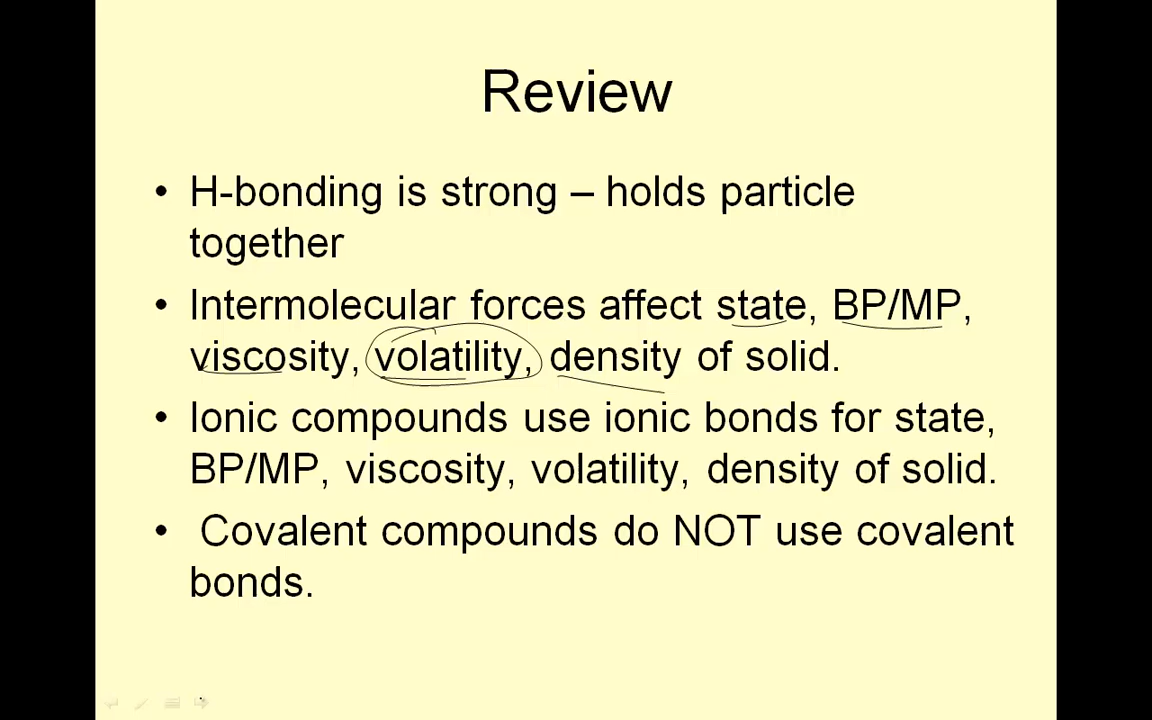 Review
• H-bonding is strong – holds particle
together
• Intermolecular forces affect state, BP/MP,
viscosity, volatility, density of solid.
• Ionic compounds use ionic bonds for state,
BP/MP, viscosity, volatility, density of solid.
• Covalent compounds do NOT use covalent
bonds.